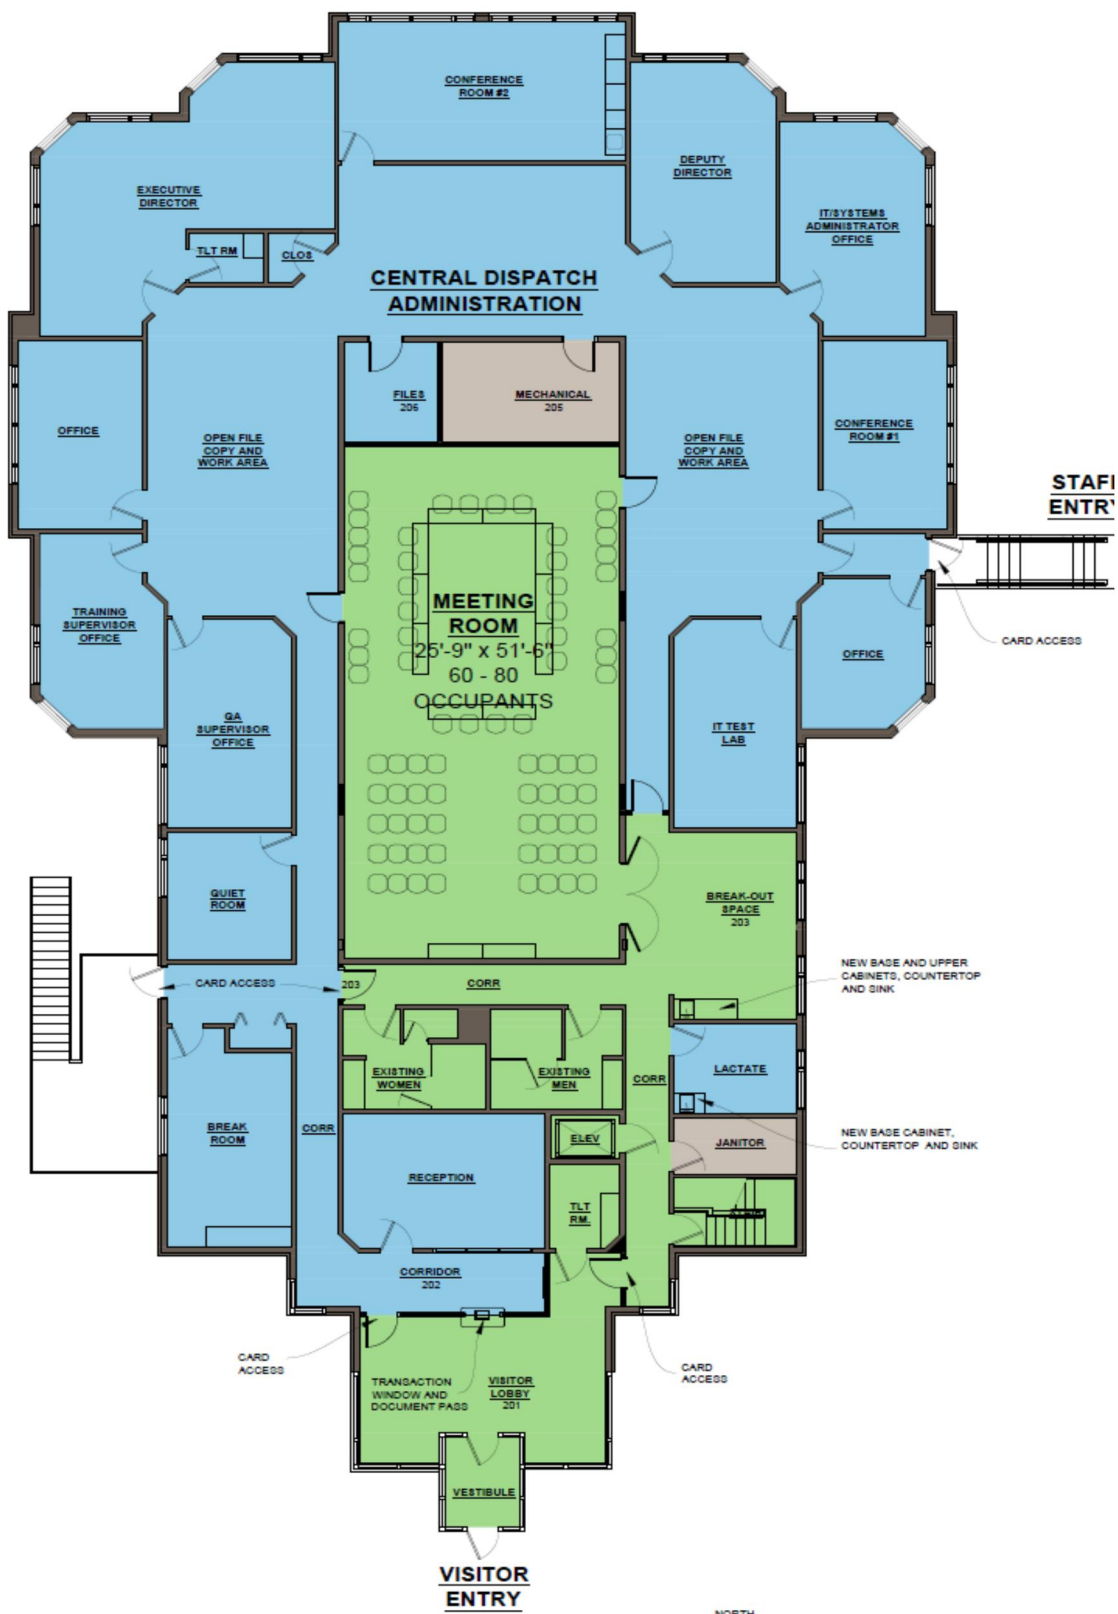 CONFERENCE
ROOM #2
DEPUTY
DIRECTOR
EXECUTIVE
DIRECTOR
IT/SYSTEMS
ADMINISTRATOR
OFFICE
TLT RM
CLOS
CENTRAL DISPATCH
ADMINISTRATION
FILES
206
MECHANICAL
205
OFFICE
OPEN FILE
COPY AND
WORK AREA
OPEN FILE
COPY AND
WORK AREA
CONFERENCE
ROOM #1
STAFF
ENTRY
MEETING
ROOM
25'-9" x 51'-6"
60 - 80
OCCUPANTS
TRAINING
SUPERVISOR
OFFICE
CARD ACCESS
OFFICE
QA
SUPERVISOR
OFFICE
IT TEST
LAB
QUIET
ROOM
BREAK-OUT
SPACE
203
NEW BASE AND UPPER
CABINETS, COUNTERTOP
AND SINK
CARD ACCESS
203
CORR
EXISTING
WOMEN
EXISTING
MEN
CORR
LACTATE
BREAK
ROOM
CORR
ELEV
JANITOR
NEW BASE CABINET,
COUNTERTOP AND SINK
RECEPTION
TLT
RM.
CORRIDOR
202
CARD
ACCESS
CARD
ACCESS
TRANSACTION
WINDOW AND
DOCUMENT PASS
VISITOR
LOBBY
201
VESTIBULE
VISITOR
ENTRY